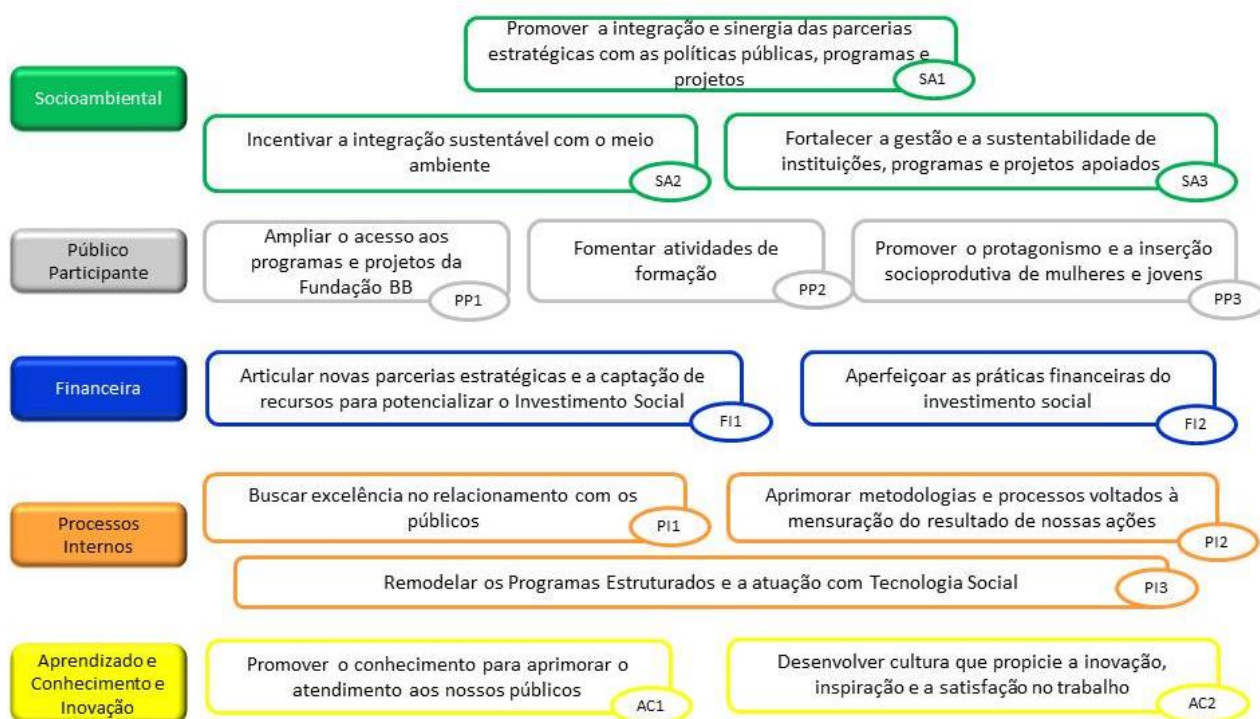 Socioambiental
Promover a integração e sinergia das parcerias
estratégicas com as políticas públicas, programas e
projetos
SA1
Incentivar a integração sustentável com o meio
ambiente
SA2
Fortalecer a gestão e a sustentabilidade de
instituições, programas e projetos apoiados
SA3
Público
Participante
Ampliar o acesso aos
programas e projetos da
Fundação BB
PP1
Fomentar atividades de
formação
PP2
Promover o protagonismo e a inserção
socioprodutiva de mulheres e jovens
PP3
Financeira
Articular novas parcerias estratégicas e a captação de
recursos para potencializar o Investimento Social
FI1
Aperfeiçoar as práticas financeiras do
investimento social
FI2
Processos
Internos
Buscar excelência no relacionamento com os
públicos
PI1
Aprimorar metodologias e processos voltados à
mensuração do resultado de nossas ações
PI2
Remodelar os Programas Estruturados e a atuação com Tecnologia Social
PI3
Aprendizado e
Conhecimento e
Inovação
Promover o conhecimento para aprimorar o
atendimento aos nossos públicos
AC1
Desenvolver cultura que propicie a inovação,
inspiração e a satisfação no trabalho
AC2